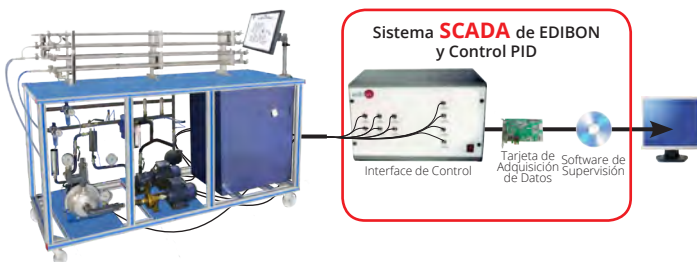 Sistema SCADA de EDIBON
y Control PID
Interface de Control
Tarjeta de
Adquisición
de Datos
Software de
Supervisión